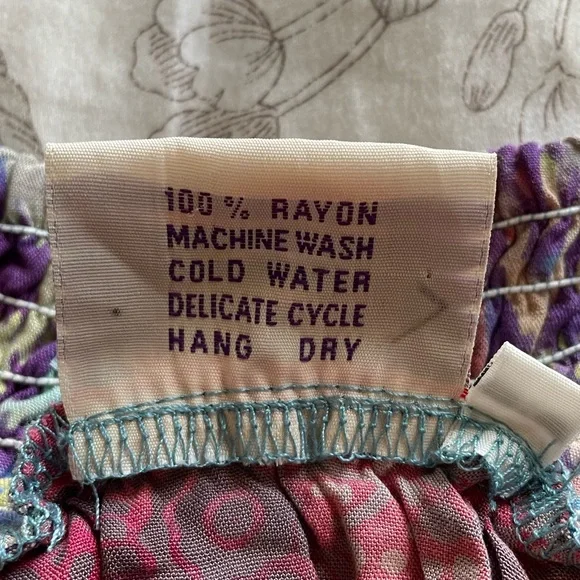 100 % RAYON
MACHINE WASH
COLD WATER
DELICATE CYCLE
HANG DRY